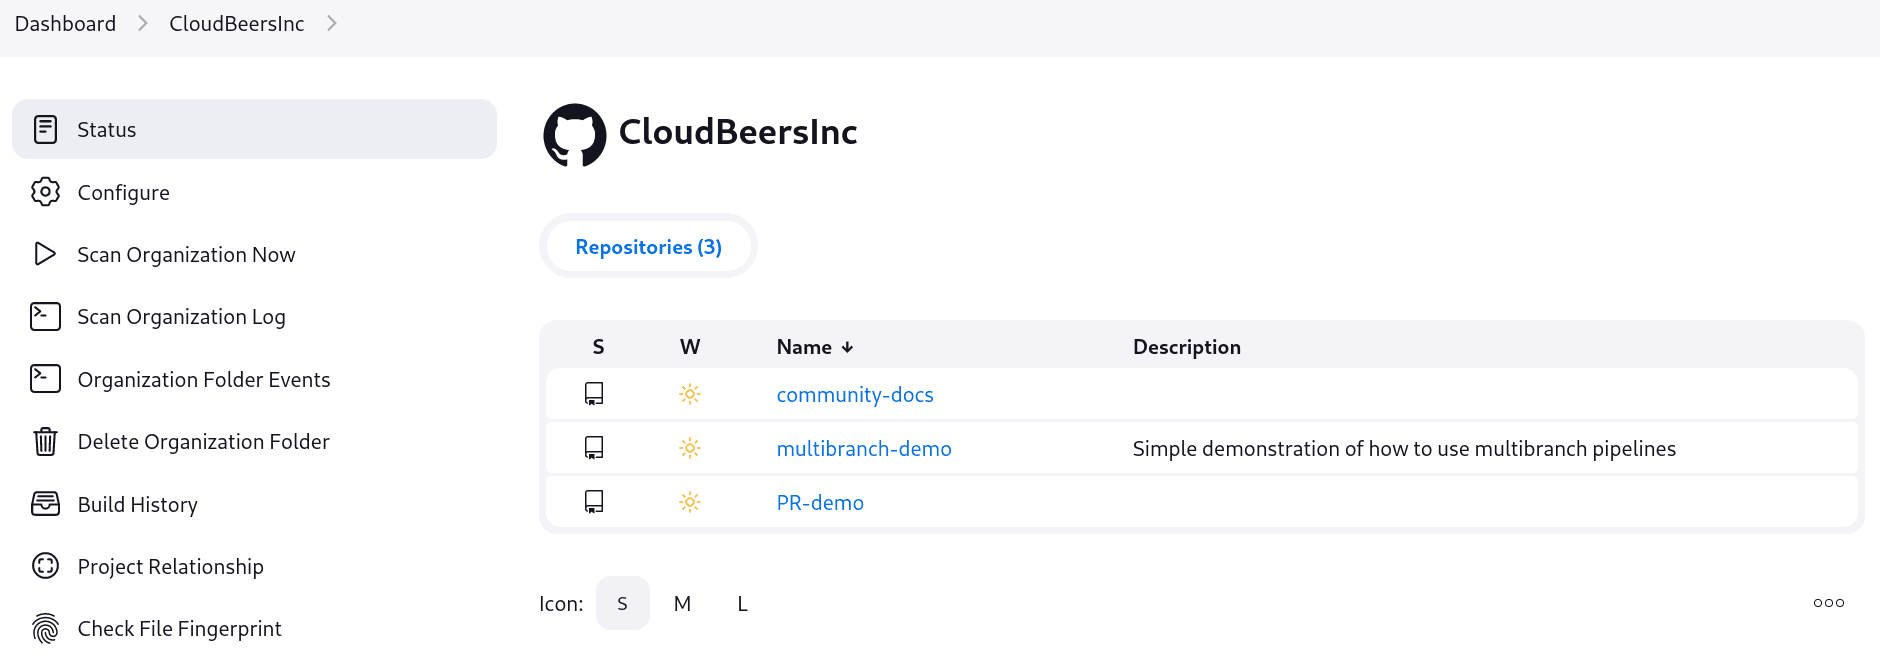 Dashboard > CloudBeersInc >
Status
Configure
Scan Organization Now
Scan Organization Log
Organization Folder Events
Delete Organization Folder
Build History
Project Relationship
Check File Fingerprint
CloudBeersInc
Repositories (3)
S W Name ↓ Description
community-docs
multibranch-demo Simple demonstration of how to use multibranch pipelines
PR-demo
Icon: S M L